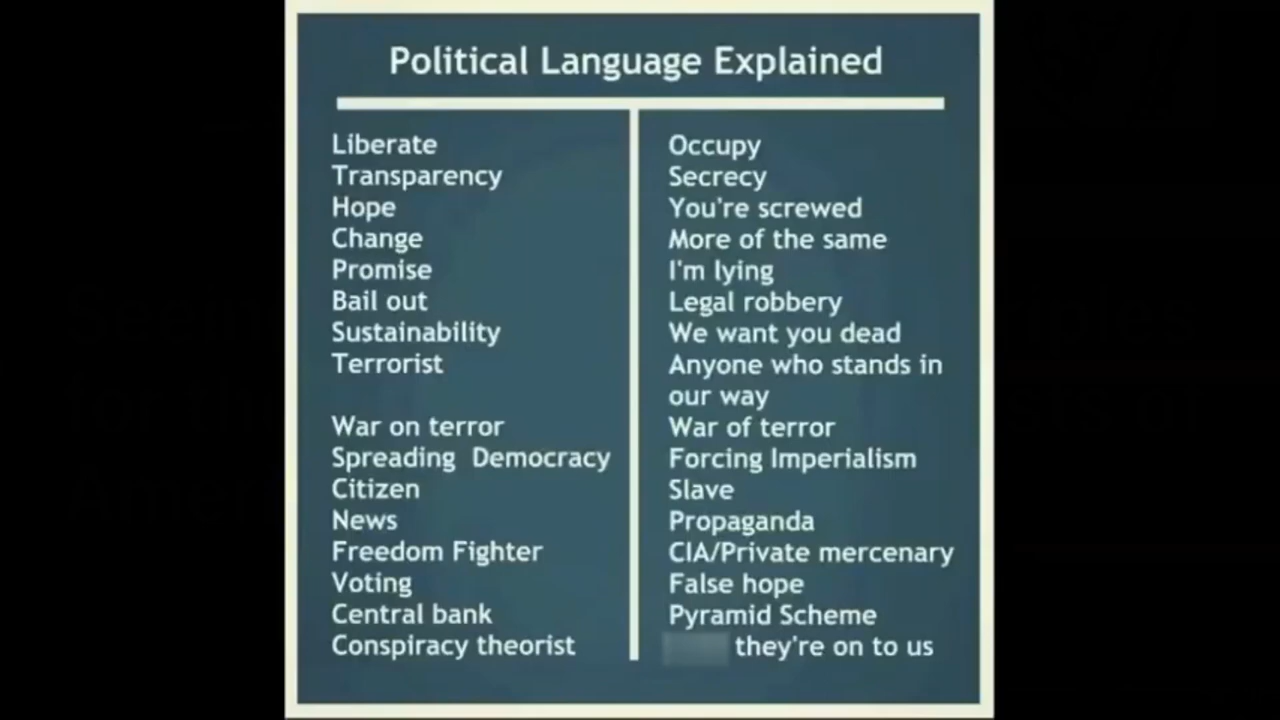 Political Language Explained
Liberate Occupy
Transparency Secrecy
Hope You're screwed
Change More of the same
Promise I'm lying
Bail out Legal robbery
Sustainability We want you dead
Terrorist Anyone who stands in
our way
War on terror War of terror
Spreading Democracy Forcing Imperialism
Citizen Slave
News Propaganda
Freedom Fighter CIA/Private mercenary
Voting False hope
Central bank Pyramid Scheme
Conspiracy theorist they're on to us